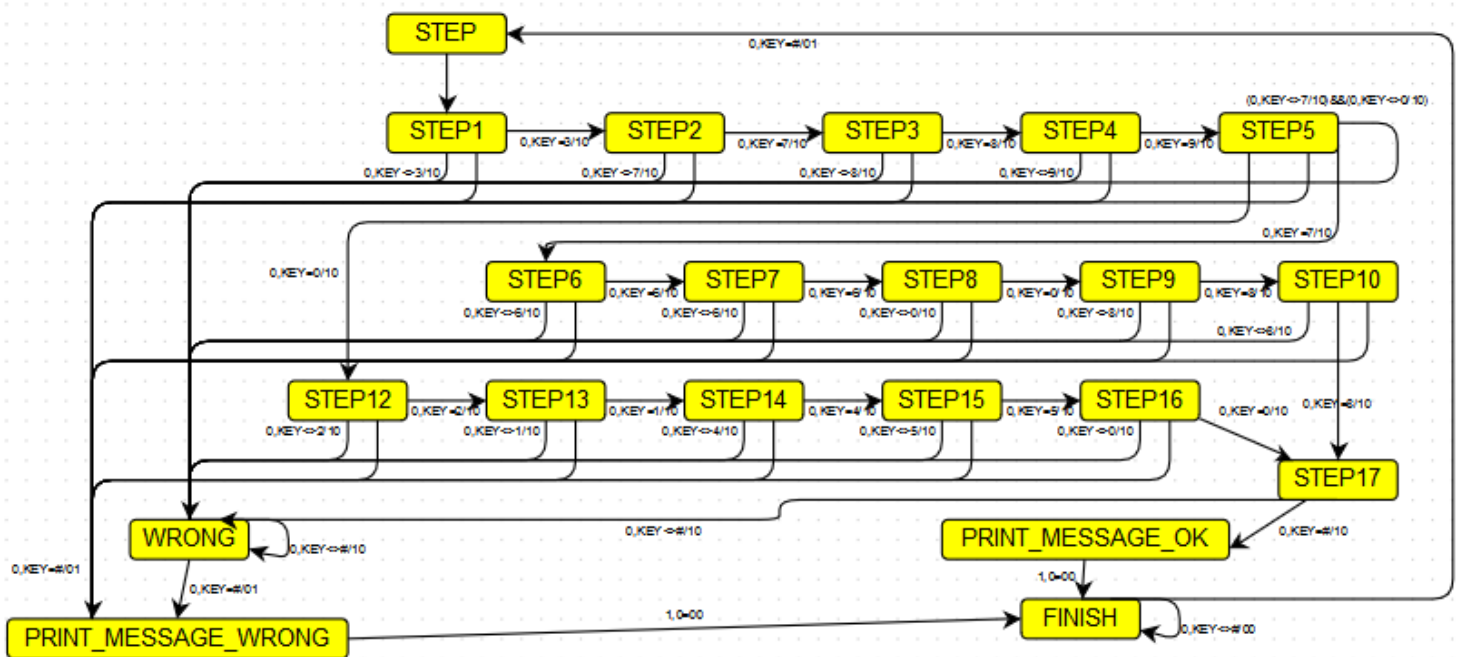 STEP
0,KEY=#/01
(0,KEY<>7/10)&&(0,KEY<>0/10)
STEP1
STEP2
STEP3
STEP4
STEP5
0,KEY=3/10
0,KEY=7/10
0,KEY=8/10
0,KEY=9/10
0,KEY<>3/10
0,KEY<>7/10
0,KEY<>8/10
0,KEY<>9/10
0,KEY=7/10
0,KEY=0/10
STEP6
STEP7
STEP8
STEP9
STEP10
0,KEY=6/10
0,KEY=6/10
0,KEY=0/10
0,KEY=8/10
0,KEY<>6/10
0,KEY<>6/10
0,KEY<>0/10
0,KEY<>8/10
0,KEY<>8/10
STEP12
STEP13
STEP14
STEP15
STEP16
0,KEY=2/10
0,KEY=1/10
0,KEY=4/10
0,KEY=5/10
0,KEY=0/10
0,KEY=8/10
0,KEY<>2/10
0,KEY<>1/10
0,KEY<>4/10
0,KEY<>5/10
0,KEY<>0/10
STEP17
WRONG
0,KEY<>#/10
0,KEY<>#/10
PRINT_MESSAGE_OK
0,KEY=#/10
0,KEY=#/01
0,KEY=#/01
1,0=00
1,0=00
FINISH
0,KEY<>#/00
PRINT_MESSAGE_WRONG